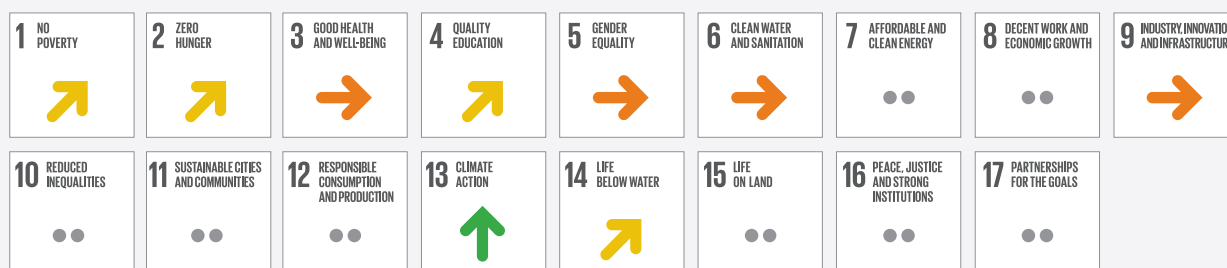 1 NO
POVERTY
2 ZERO
HUNGER
3 GOOD HEALTH
AND WELL-BEING
4 QUALITY
EDUCATION
5 GENDER
EQUALITY
6 CLEAN WATER
AND SANITATION
7 AFFORDABLE AND
CLEAN ENERGY
8 DECENT WORK AND
ECONOMIC GROWTH
9 INDUSTRY, INNOVATIO
AND INFRASTRUCTUR
10 REDUCED
INEQUALITIES
11 SUSTAINABLE CITIES
AND COMMUNITIES
12 RESPONSIBLE
CONSUMPTION
AND PRODUCTION
13 CLIMATE
ACTION
14 LIFE
BELOW WATER
15 LIFE
ON LAND
16 PEACE, JUSTICE
AND STRONG
INSTITUTIONS
17 PARTNERSHIPS
FOR THE GOALS